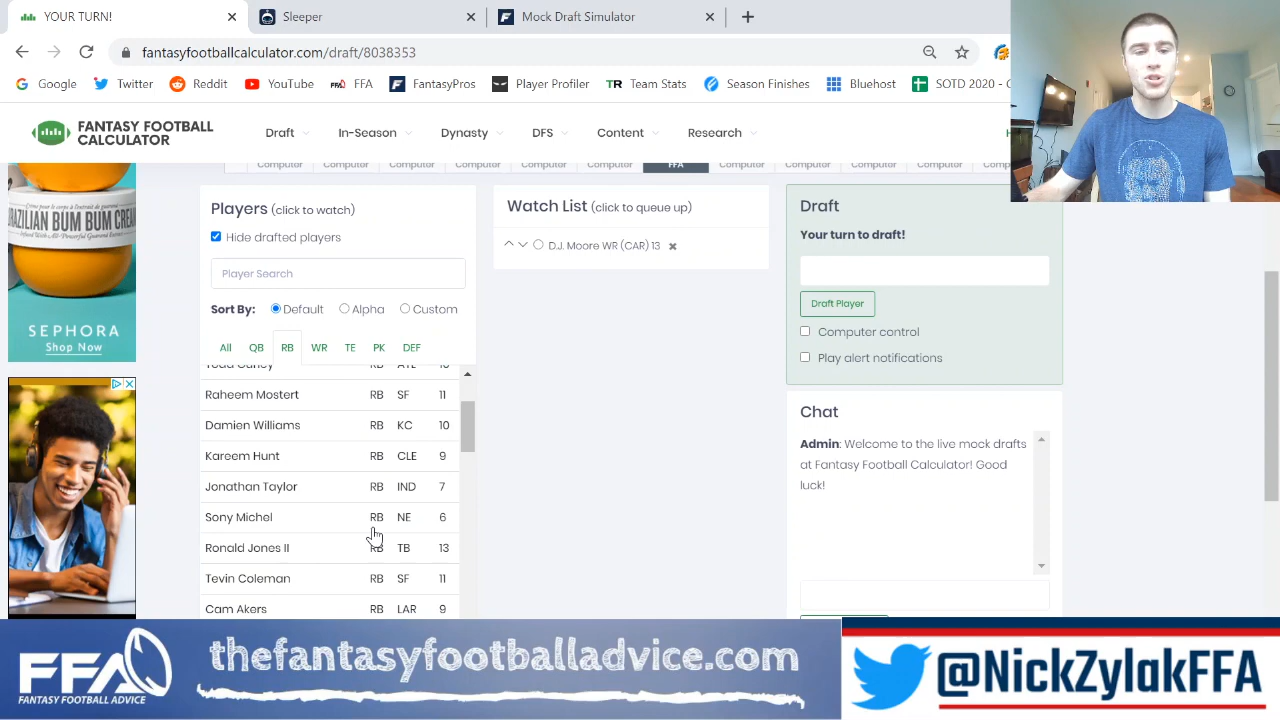 YOUR TURN!
Sleeper
Mock Draft Simulator
fantasyfootballcalculator.com/draft/8038353
Google Twitter Reddit YouTube FFA FantasyPros Player Profiler Team Stats Season Finishes Bluehost SOTD 2020 -
FANTASY FOOTBALL
CALCULATOR
Draft In-Season Dynasty DFS Content Research
Computer Computer Computer Computer Computer Computer FFA Computer Computer Computer Computer
BRAZILIAN BUM BUM CREAM
SEPHORA
Shop Now
Players (click to watch)
Hide drafted players
Player Search
Sort By: Default Alpha Custom
All QB RB WR TE PK DEF
Todd Gurley RB ATL
Raheem Mostert RB SF 11
Damien Williams RB KC 10
Kareem Hunt RB CLE 9
Jonathan Taylor RB IND 7
Sony Michel RB NE 6
Ronald Jones II RB TB 13
Tevin Coleman RB SF 11
Cam Akers RB LAR 9
Watch List (click to queue up)
D.J. Moore WR (CAR) 13
Draft
Your turn to draft!
Draft Player
Computer control
Play alert notifications
Chat
Admin: Welcome to the live mock drafts
at Fantasy Football Calculator! Good
luck!
FFA
FANTASY FOOTBALL ADVICE
thefantasyfootballadvice.com
@NickZylakFFA